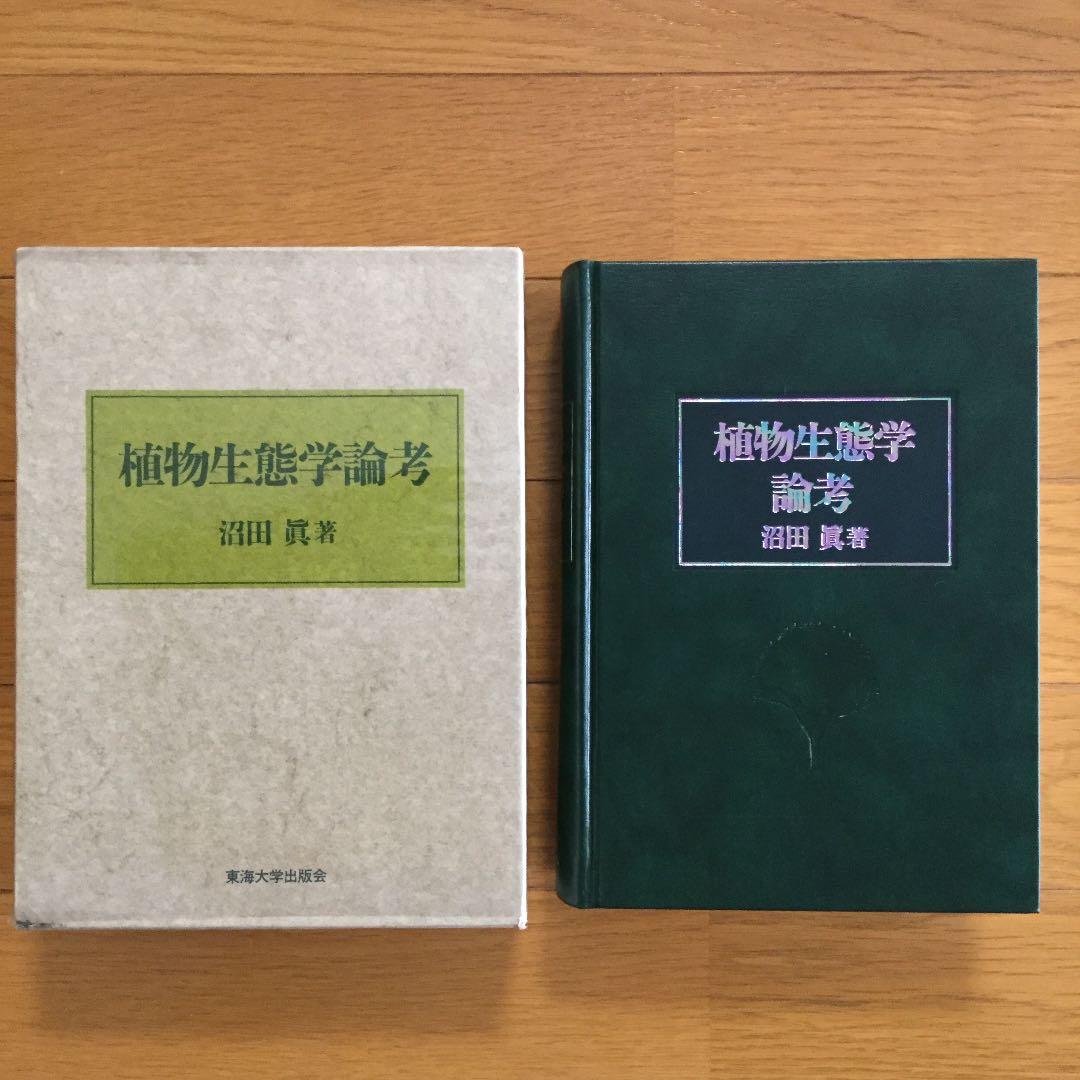 植物生態学論考
沼田 眞著
東海大学出版会
植物生態学
論考
沼田 眞著